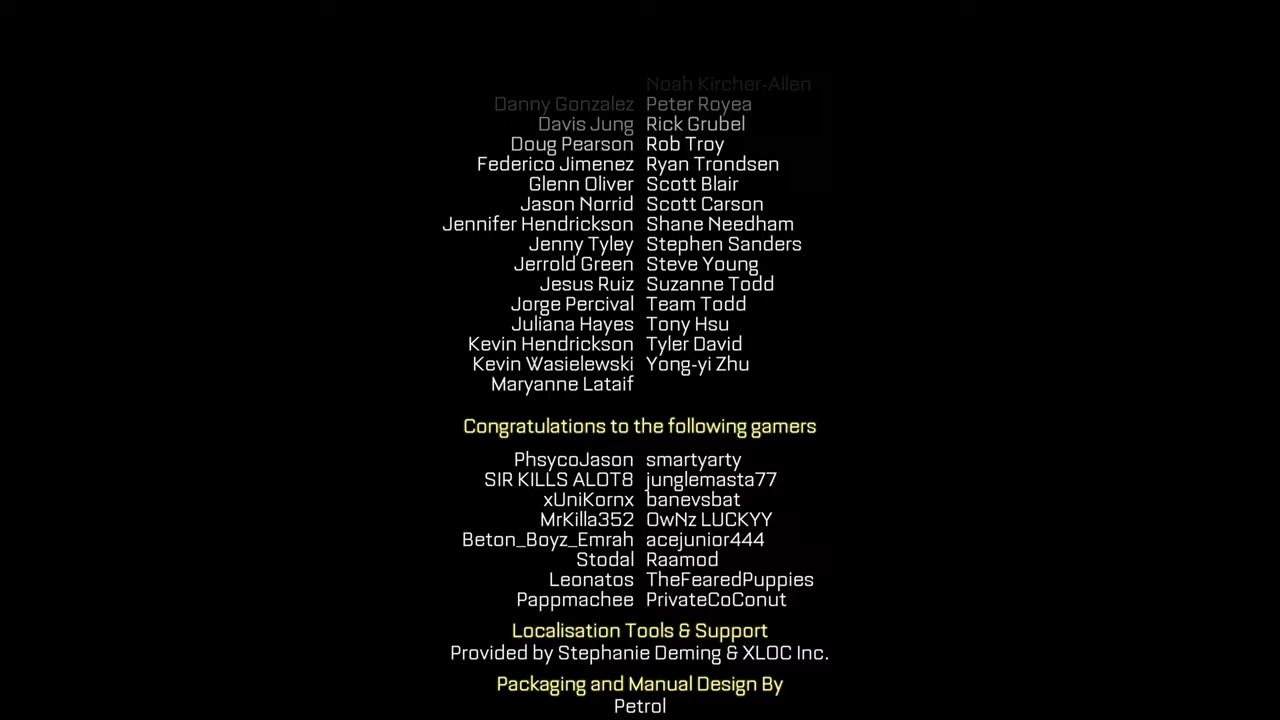 Noah Kircher-Allen
Danny Gonzalez Peter Royea
Davis Jung Rick Grubel
Doug Pearson Rob Troy
Federico Jimenez Ryan Trondsen
Glenn Oliver Scott Blair
Jason Norrid Scott Carson
Jennifer Hendrickson Shane Needham
Jenny Tyley Stephen Sanders
Jerrold Green Steve Young
Jesus Ruiz Suzanne Todd
Jorge Percival Team Todd
Juliana Hayes Tony Hsu
Kevin Hendrickson Tyler David
Kevin Wasielewski Yong-yi Zhu
Maryanne Lataif
Congratulations to the following gamers
PhsycoJason smartyarty
SIR KILLS ALOT8 junglemasta77
xUniKornx banevsbat
MrKilla352 OwNz LUCKYY
Beton_Boyz_Emrah acejunior444
Stodal Raamod
Leonatos TheFearedPuppies
Pappmachee PrivateCoConut
Localisation Tools & Support
Provided by Stephanie Deming & XLOC Inc.
Packaging and Manual Design By
Petrol